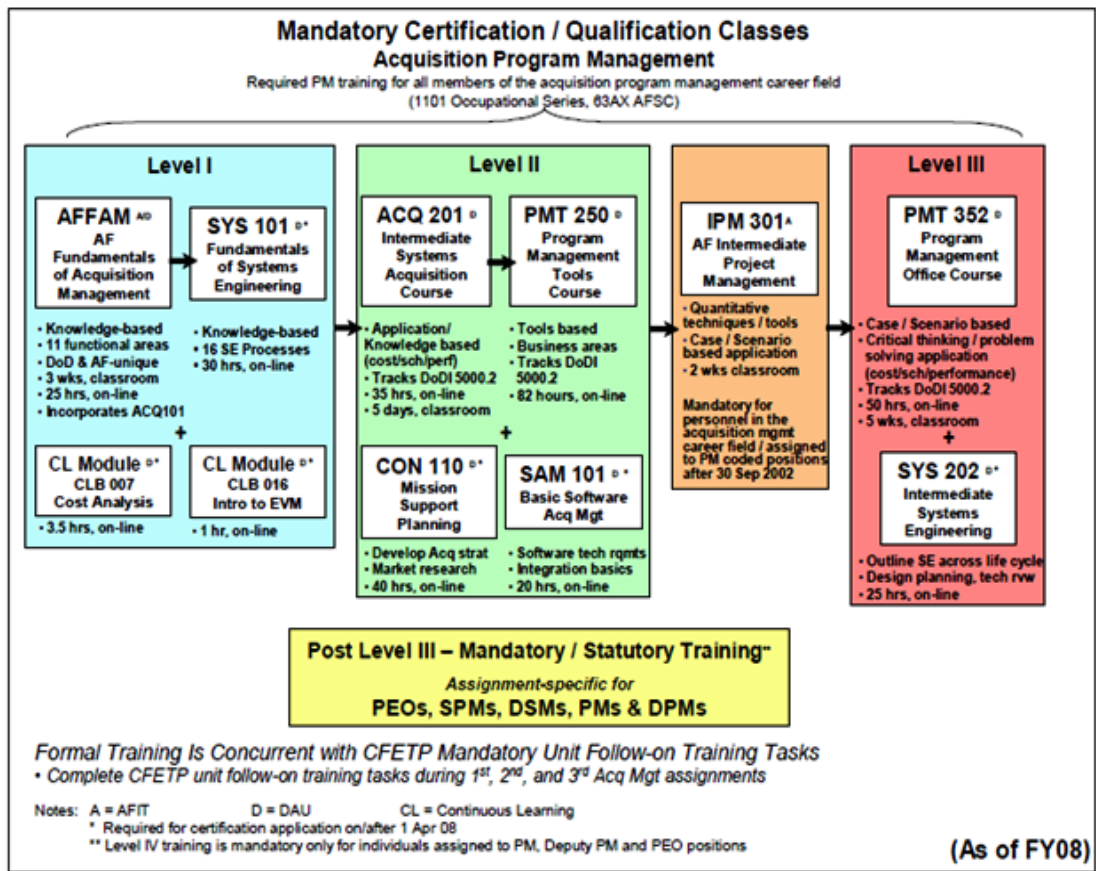 Mandatory Certification / Qualification Classes
Acquisition Program Management
Required PM training for all members of the acquisition program management career field
(1101 Occupational Series, 63AX AFSC)
Level I
AFFAM A/D
AF
Fundamentals
of Acquisition
Management
• Knowledge-based
• 11 functional areas
• DoD & AF-unique
• 3 wks, classroom
• 25 hrs, on-line
• Incorporates ACQ101
SYS 101 D*
Fundamentals
of Systems
Engineering
• Knowledge-based
• 16 SE Processes
• 30 hrs, on-line
+
CL Module D*
CLB 007
Cost Analysis
• 3.5 hrs, on-line
CL Module D*
CLB 016
Intro to EVM
• 1 hr, on-line
Level II
ACQ 201 D
Intermediate
Systems
Acquisition
Course
• Application/
Knowledge based
(cost/sch/perf)
• Tracks DoDI 5000.2
• 35 hrs, on-line
• 5 days, classroom
PMT 250 D
Program
Management
Tools
Course
• Tools based
• Business areas
• Tracks DoDI
5000.2
• 82 hours, on-line
+
CON 110 D*
Mission
Support
Planning
• Develop Acq strat
• Market research
• 40 hrs, on-line
SAM 101 D*
Basic Software
Acq Mgt
• Software tech rqmts
• Integration basics
• 20 hrs, on-line
IPM 301 A
AF Intermediate
Project
Management
• Quantitative
techniques / tools
• Case / Scenario
based application
• 2 wks classroom
Mandatory for
personnel in the
acquisition mgmt
career field / assigned
to PM coded positions
after 30 Sep 2002
Level III
PMT 352 D
Program
Management
Office Course
• Case / Scenario based
• Critical thinking / problem
solving application
(cost/sch/performance)
• Tracks DoDI 5000.2
• 50 hrs, on-line
• 5 wks, classroom
+
SYS 202 D*
Intermediate
Systems
Engineering
• Outline SE across life cycle
• Design planning, tech rvw
• 25 hrs, on-line
Post Level III – Mandatory / Statutory Training**
Assignment-specific for
PEOs, SPMs, DSMs, PMs & DPMs
Formal Training Is Concurrent with CFETP Mandatory Unit Follow-on Training Tasks
• Complete CFETP unit follow-on training tasks during 1st, 2nd, and 3rd Acq Mgt assignments
Notes: A = AFIT D = DAU CL = Continuous Learning
* Required for certification application on/after 1 Apr 08
** Level IV training is mandatory only for individuals assigned to PM, Deputy PM and PEO positions
(As of FY08)